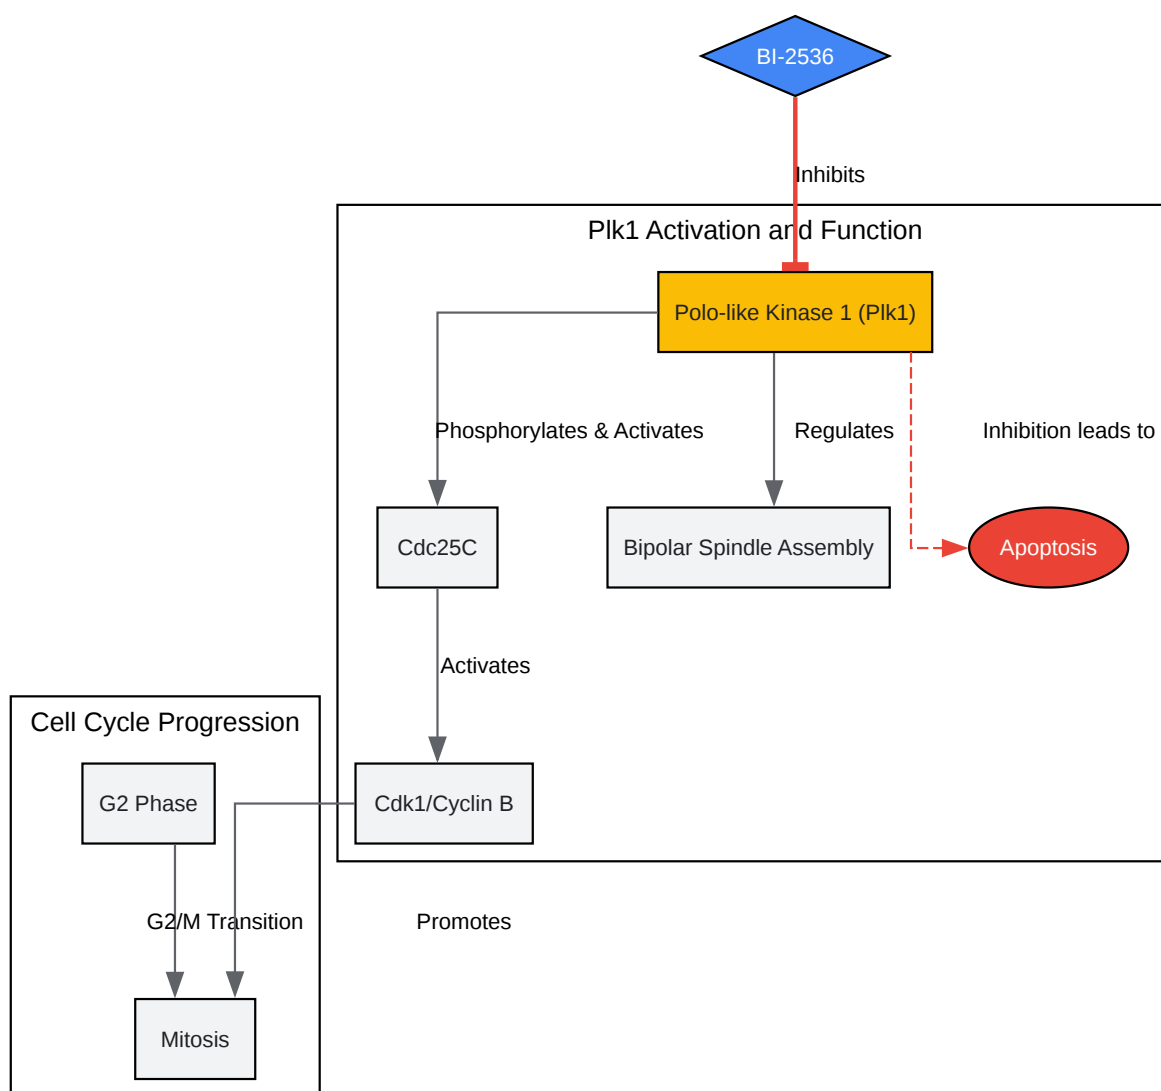 BI-2536
Inhibits
Plk1 Activation and Function
Polo-like Kinase 1 (Plk1)
Phosphorylates & Activates
Regulates
Inhibition leads to
Cdc25C
Bipolar Spindle Assembly
Apoptosis
Activates
Cell Cycle Progression
G2 Phase
Cdk1/Cyclin B
G2/M Transition
Promotes
Mitosis